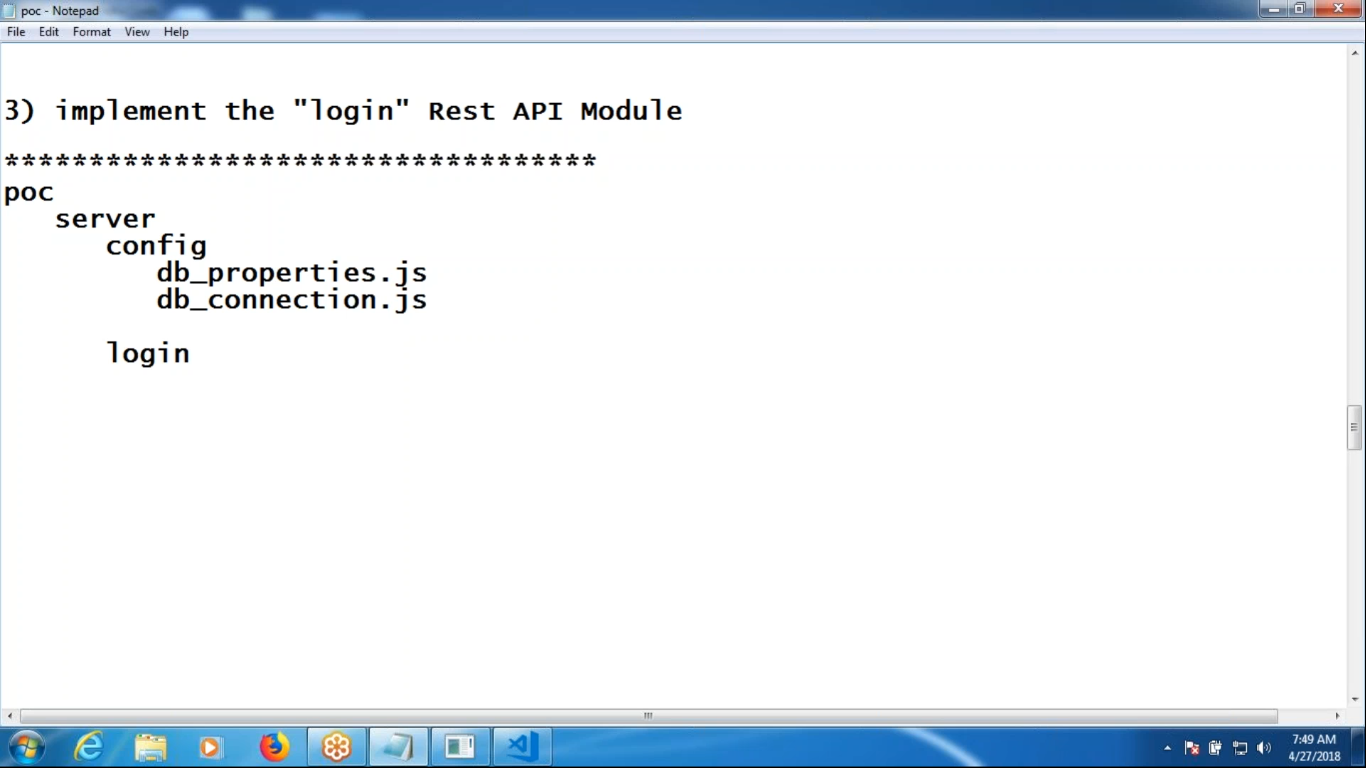 poc - Notepad
File Edit Format View Help
3) implement the "login" Rest API Module
***********************************
poc
server
config
db_properties.js
db_connection.js
login
7:49 AM
4/27/2018